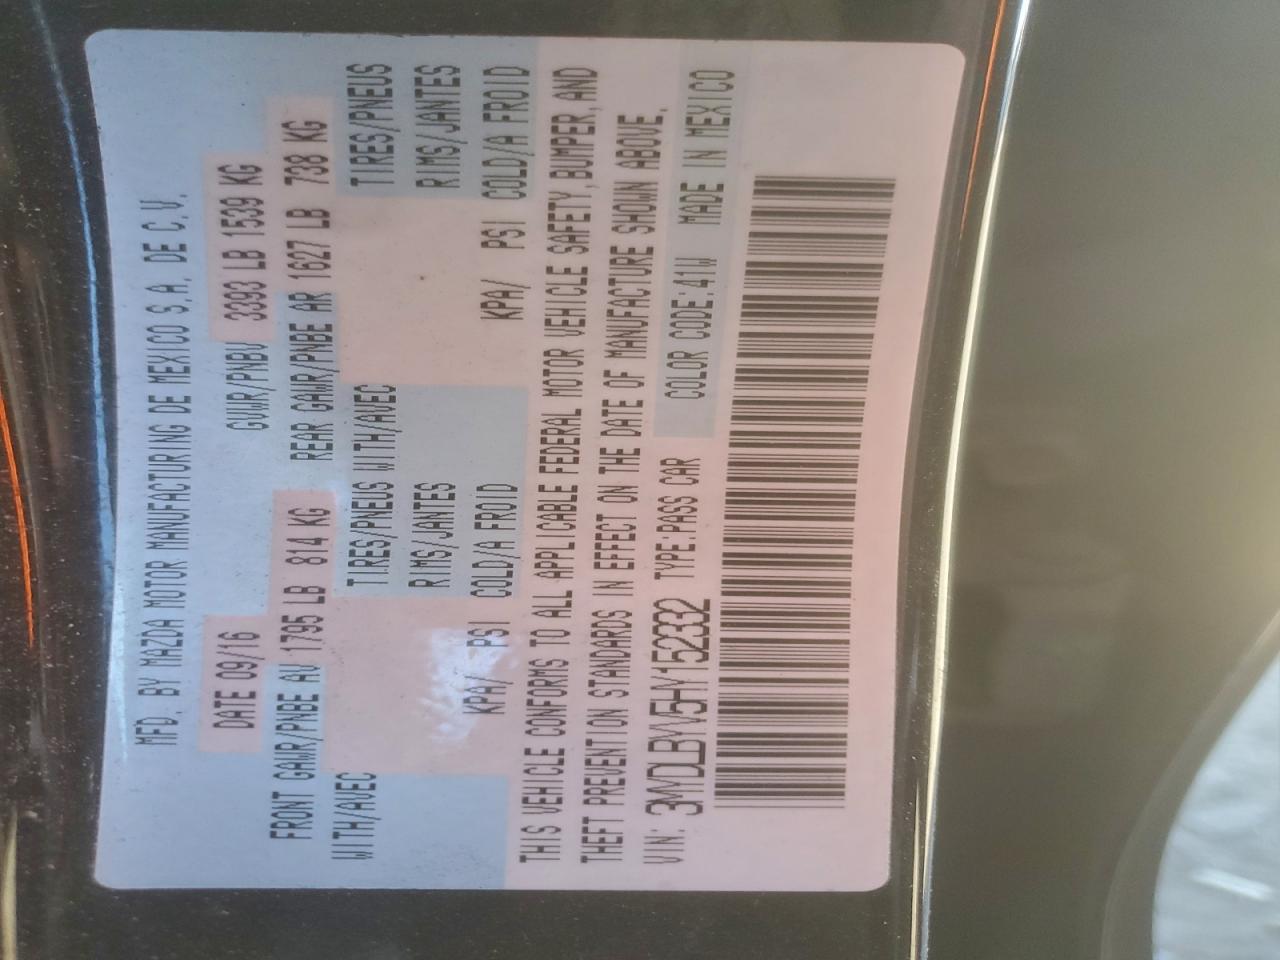 MFD. BY MAZDA MOTOR MANUFACTURING DE MEXICO S.A. DE C.V.
DATE 09/16 GVWR/PNBV 3393 LB 1539 KG
FRONT GAWR/PNBE AV 1795 LB 814 KG REAR GAWR/PNBE AR 1627 LB 738 KG
WITH/AVEC TIRES/PNEUS WITH/AVEC TIRES/PNEUS
RIMS/JANTES RIMS/JANTES
KPA/ PSI COLD/A FROID KPA/ PSI COLD/A FROID
THIS VEHICLE CONFORMS TO ALL APPLICABLE FEDERAL MOTOR VEHICLE SAFETY, BUMPER, AND
THEFT PREVENTION STANDARDS IN EFFECT ON THE DATE OF MANUFACTURE SHOWN ABOVE.
VIN: 3MYDLBYV5HY152332 TYPE:PASS CAR COLOR CODE:41W MADE IN MEXICO